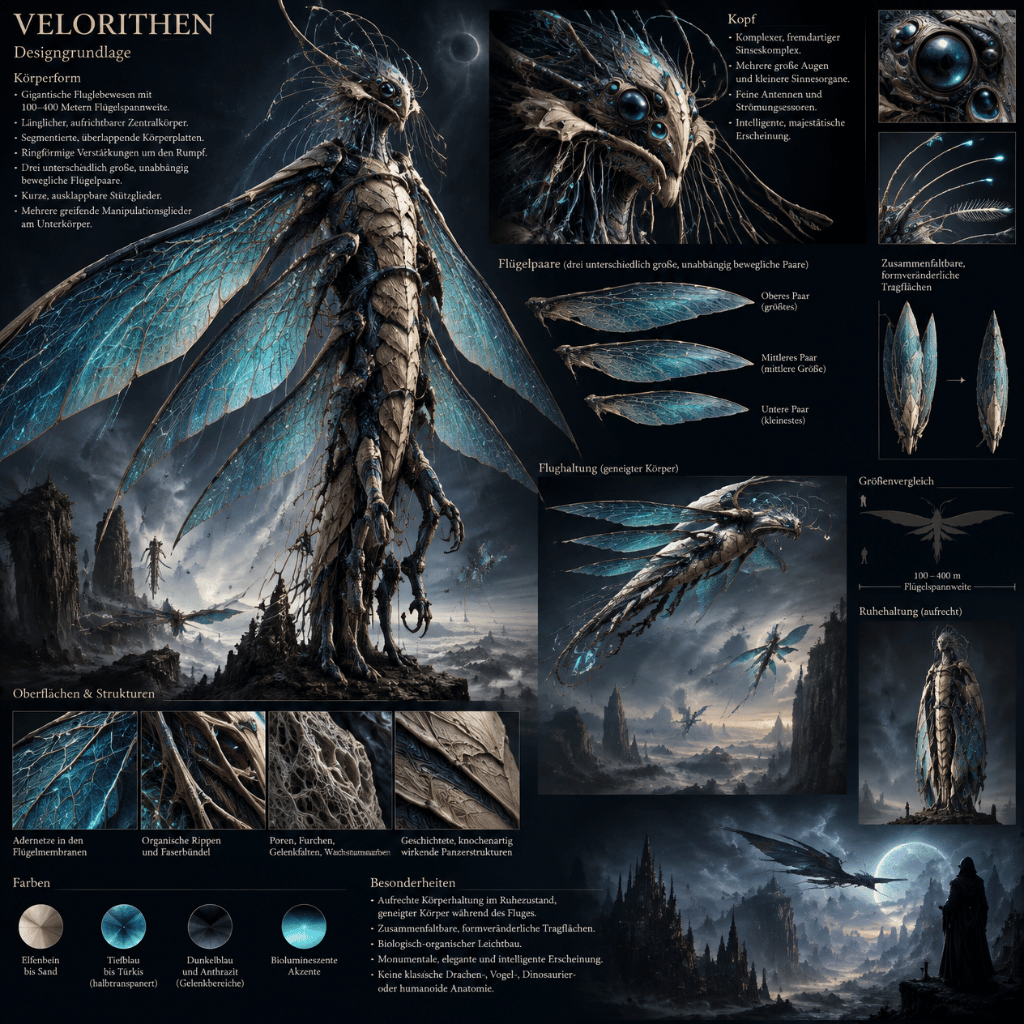 VELORITHEN
Designgrundlage
Körperform
• Gigantische Fluglebewesen mit
100–400 Metern Flügelspannweite.
• Länglicher, aufrichtbarer Zentralkörper.
• Segmentierte, überlappende Körperplatten.
• Ringförmige Verstärkungen um den Rumpf.
• Drei unterschiedlich große, unabhängig
bewegliche Flügelpaare.
• Kurze, ausklappbare Stützglieder.
• Mehrere greifende Manipulationsglieder
am Unterkörper.
Kopf
• Komplexer, fremdartiger
Sinseskomplex.
• Mehrere große Augen
und kleinere Sinnesorgane.
• Feine Antennen und
Strömungsessoren.
• Intelligente, majestätische
Erscheinung.
Flügelpaare (drei unterschiedlich große, unabbängig bewegliche Paare)
Oberes Paar
(größtes)
Mittleres Paar
(mittlere Größe)
Untere Paar
(kleinestes)
Zusammenfaltbare,
formveränderliche
Tragflächen
Flughaltung (geneigter Körper)
Größenvergleich
100 – 400 m
Flügelspannweite
Ruhehaltung (aufrecht)
Oberflächen & Strukturen
Adernetze in den
Flügelmembranen
Organische Rippen
und Faserbündel
Poren, Furchen,
Gelenkfalten,
Geschichtete, knochenartig
wirkende Panzerstrukturen
Farben
Elfenbein
bis Sand
Tiefblau
bis Türkis
(halbtransparent)
Dunkelblau
und Anthrazit
(Gelenkbereiche)
Biolumineszente
Akzente
Besonderheiten
• Aufrechte Körperhaltung im Ruhezustand,
geneigter Körper während des Fluges.
• Zusammenfaltbare, formveränderliche Tragflächen.
• Biologisch-organischer Leichtbau.
• Monumentale, elegante und intelligente Erscheinung.
• Keine klassische Drachen-, Vogel-, Dinosaurier-
oder humanoide Anatomie.